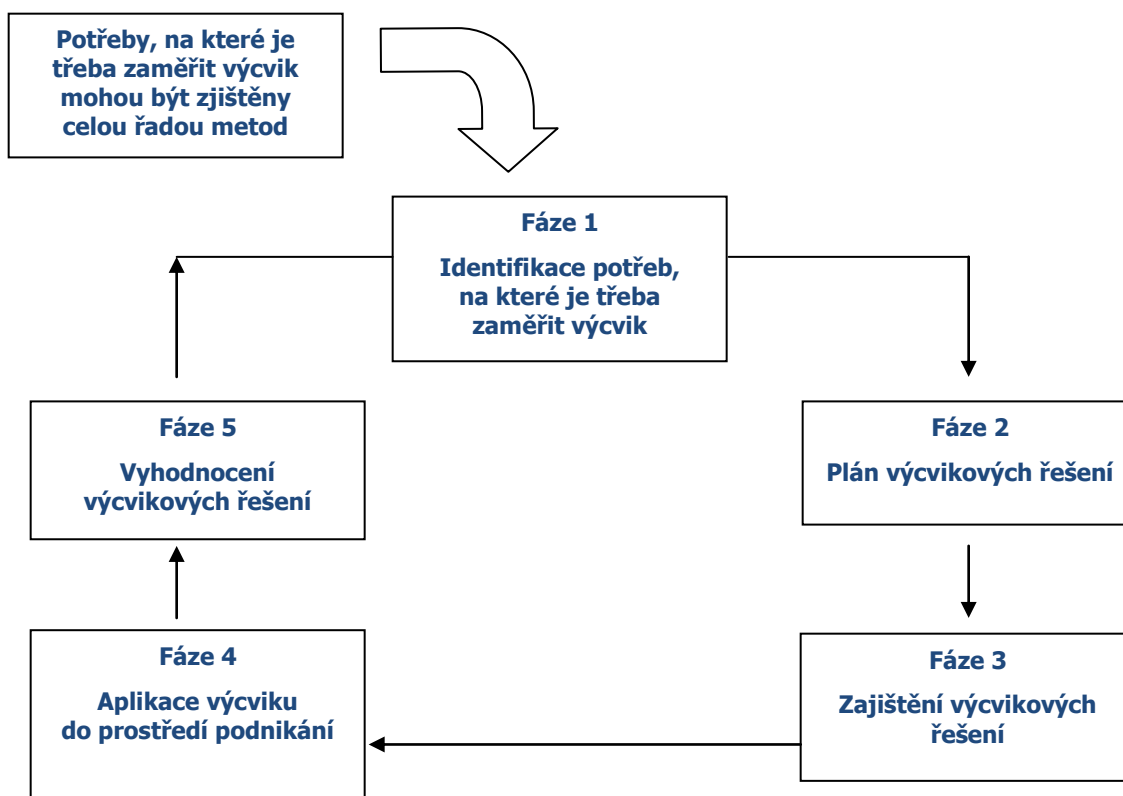 Potřeby, na které je
třeba zaměřit výcvik
mohou být zjištěny
celou řadou metod
Fáze 1
Identifikace potřeb,
na které je třeba
zaměřit výcvik
Fáze 5
Vyhodnocení
výcvikových řešení
Fáze 2
Plán výcvikových řešení
Fáze 4
Aplikace výcviku
do prostředí podnikání
Fáze 3
Zajištění výcvikových
řešení